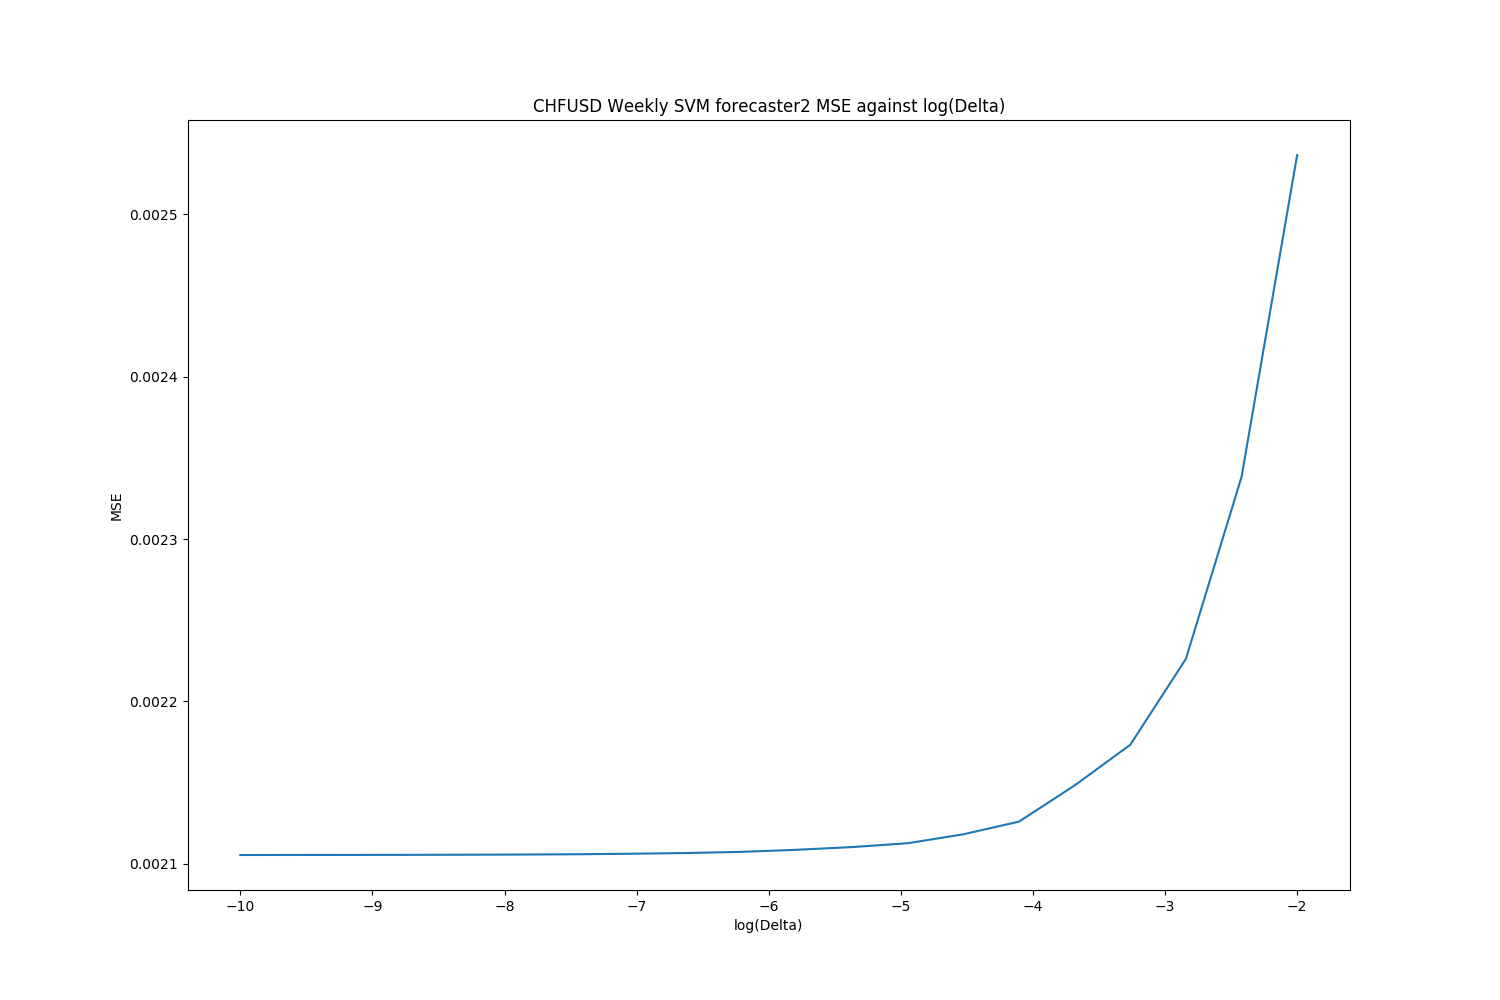 CHFUSD Weekly SVM forecaster2 MSE against log(Delta)
0.0025
0.0024
0.0023
0.0022
0.0021
MSE
−10 −9 −8 −7 −6 −5 −4 −3 −2
log(Delta)